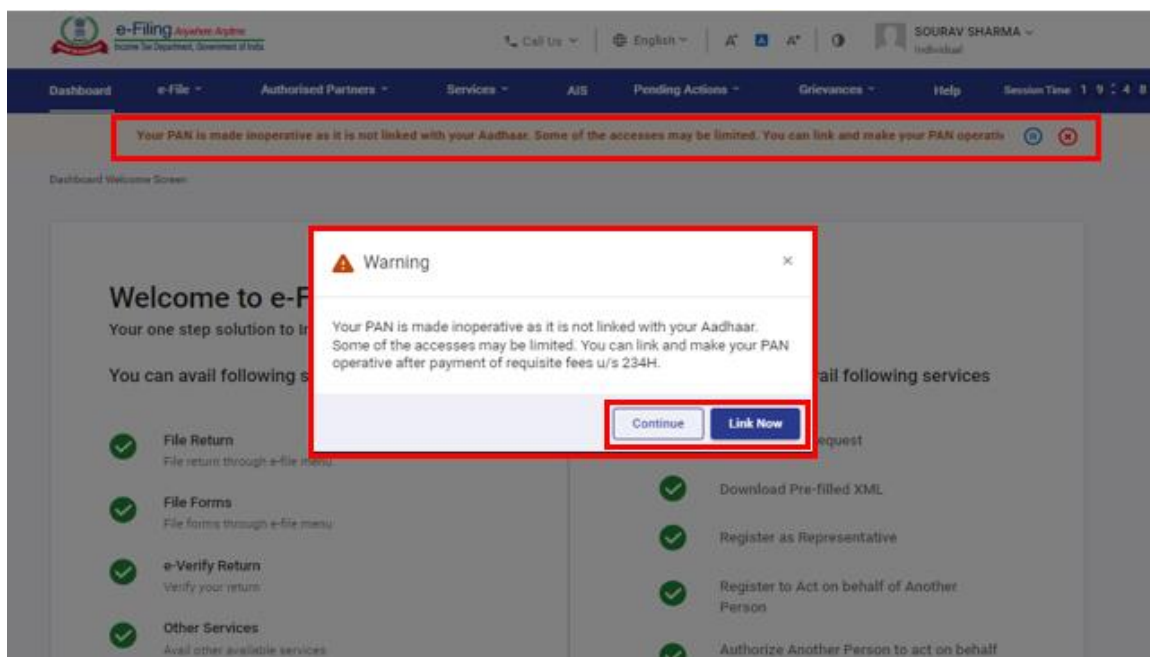 e-Filing Anywhere Anytime
Income Tax Department, Government of India
Call Us
English
A-
A
A+
SOURAV SHARMA
Individual
Dashboard
e-File
Authorised Partners
Services
AIS
Pending Actions
Grievances
Help
Session Time 1 9 : 4 8
Your PAN is made inoperative as it is not linked with your Aadhaar. Some of the accesses may be limited. You can link and make your PAN operativ
Dashboard Welcome Screen
Warning
Your PAN is made inoperative as it is not linked with your Aadhaar.
Some of the accesses may be limited. You can link and make your PAN
operative after payment of requisite fees u/s 234H.
Continue
Link Now
Welcome to e-F
Your one step solution to In
You can avail following s
File Return
File return through e-file menu
File Forms
File forms through e-file menu
e-Verify Return
Verify your return
Other Services
Avail other available services
ail following services
equest
Download Pre-filled XML
Register as Representative
Register to Act on behalf of Another
Person
Authorize Another Person to act on behalf